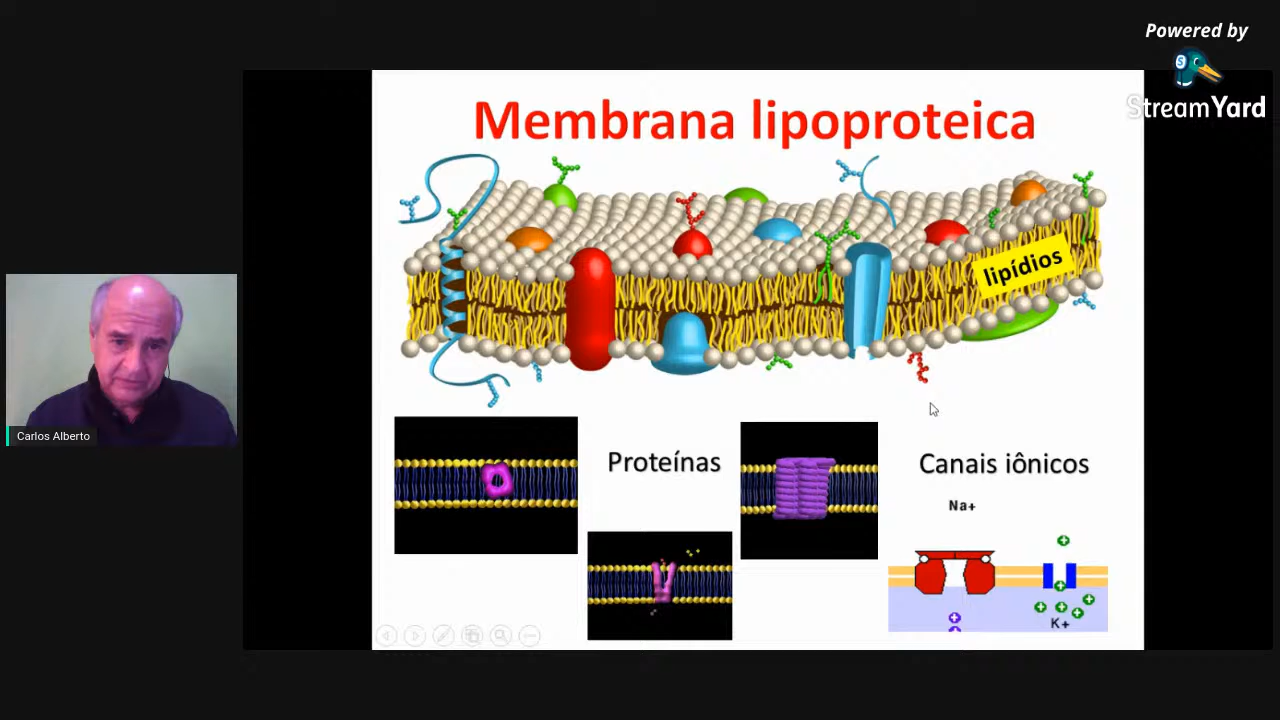 Powered by
StreamYard
Membrana lipoproteica
lipídios
Carlos Alberto
Proteínas
Canais iônicos
Na+
K+